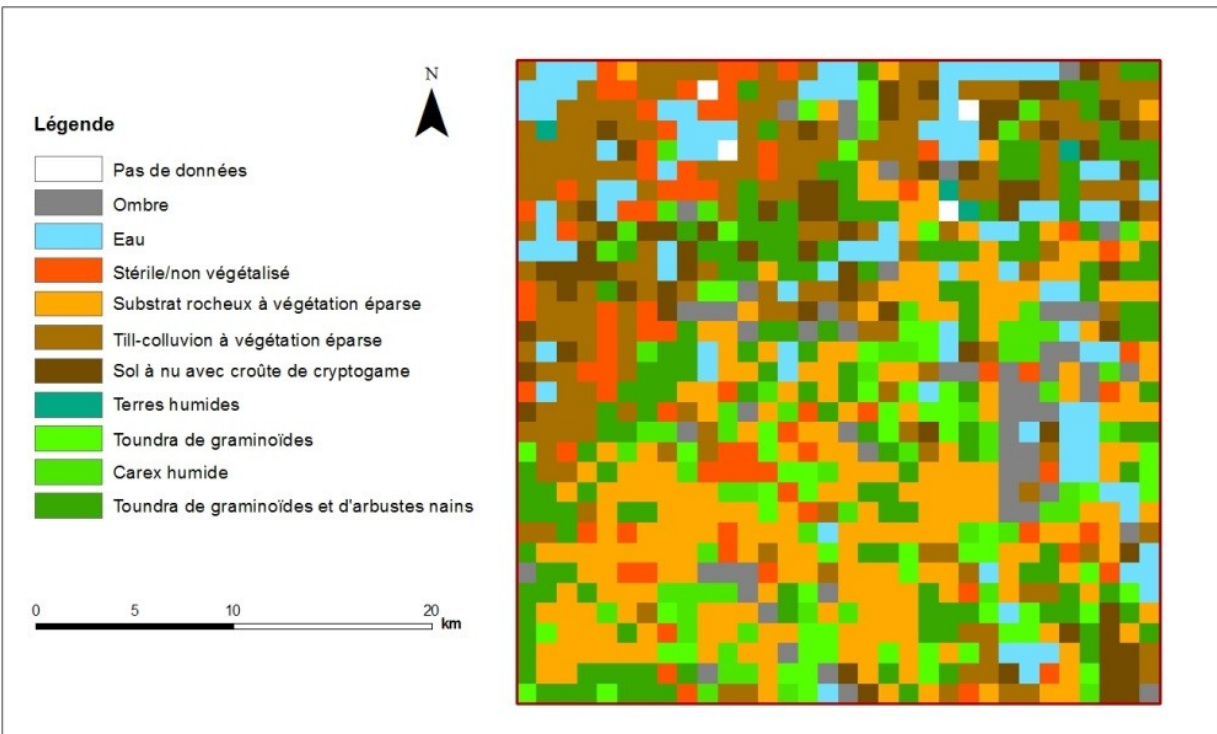 N
Légende
Pas de données
Ombre
Eau
Stérile/non végétalisé
Substrat rocheux à végétation éparse
Till-colluvion à végétation éparse
Sol à nu avec croûte de cryptogame
Terres humides
Toundra de graminoïdes
Carex humide
Toundra de graminoïdes et d'arbustes nains
0 5 10 20
km